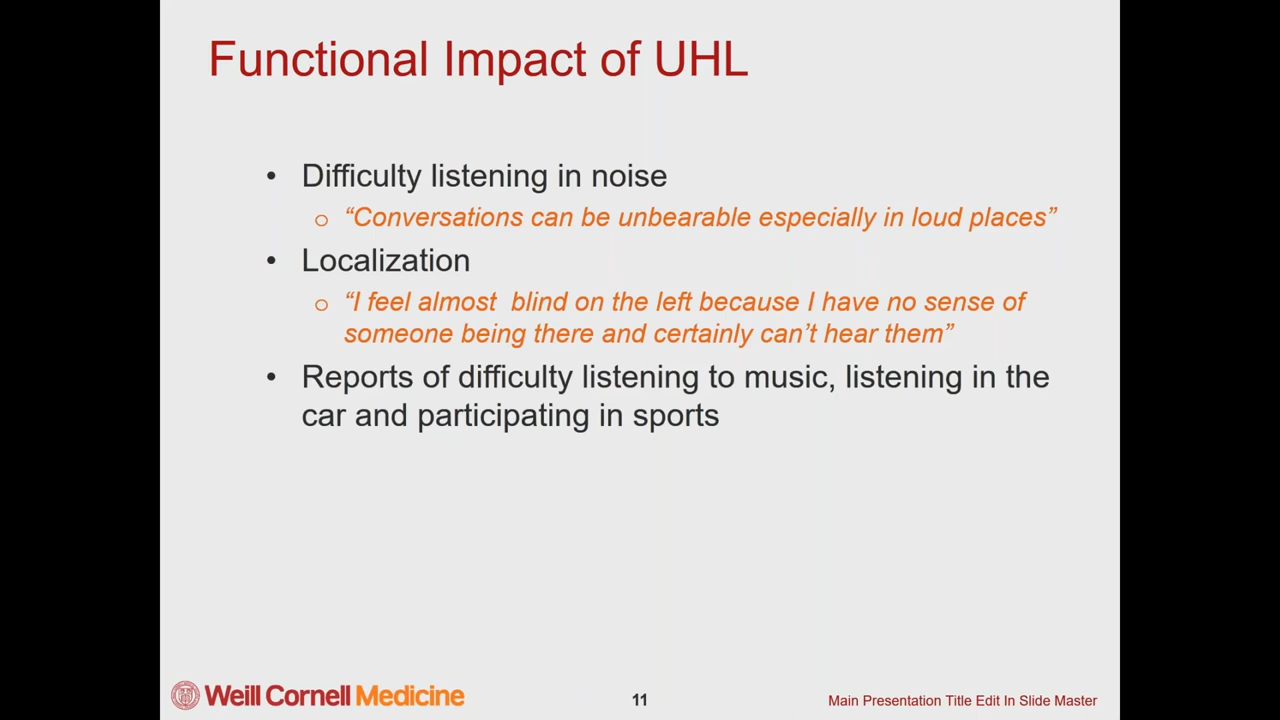 Functional Impact of UHL
• Difficulty listening in noise
o “Conversations can be unbearable especially in loud places”
• Localization
o “I feel almost  blind on the left because I have no sense of
someone being there and certainly can’t hear them”
• Reports of difficulty listening to music, listening in the
car and participating in sports
Weill Cornell Medicine
11
Main Presentation Title Edit In Slide Master